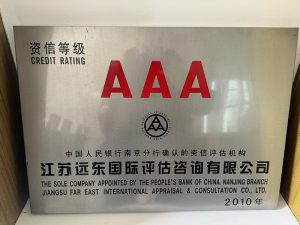 资信等级
CREDIT RATING
AAA
中国人民银行南京分行确认的资信评估机构
江苏远东国际评估咨询有限公司
THE SOLE COMPANY APPOINTED BY THE PEOPLE'S BANK OF CHINA, NANJING BRANCH
JIANGSU FAR EAST INTERNATIONAL APPRAISAL & CONSULTATION CO., LTD.
2010年